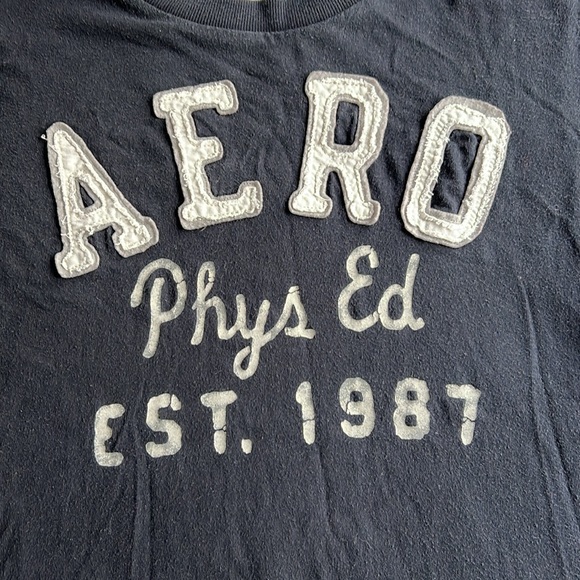 AERO
Phys Ed
EST. 1987